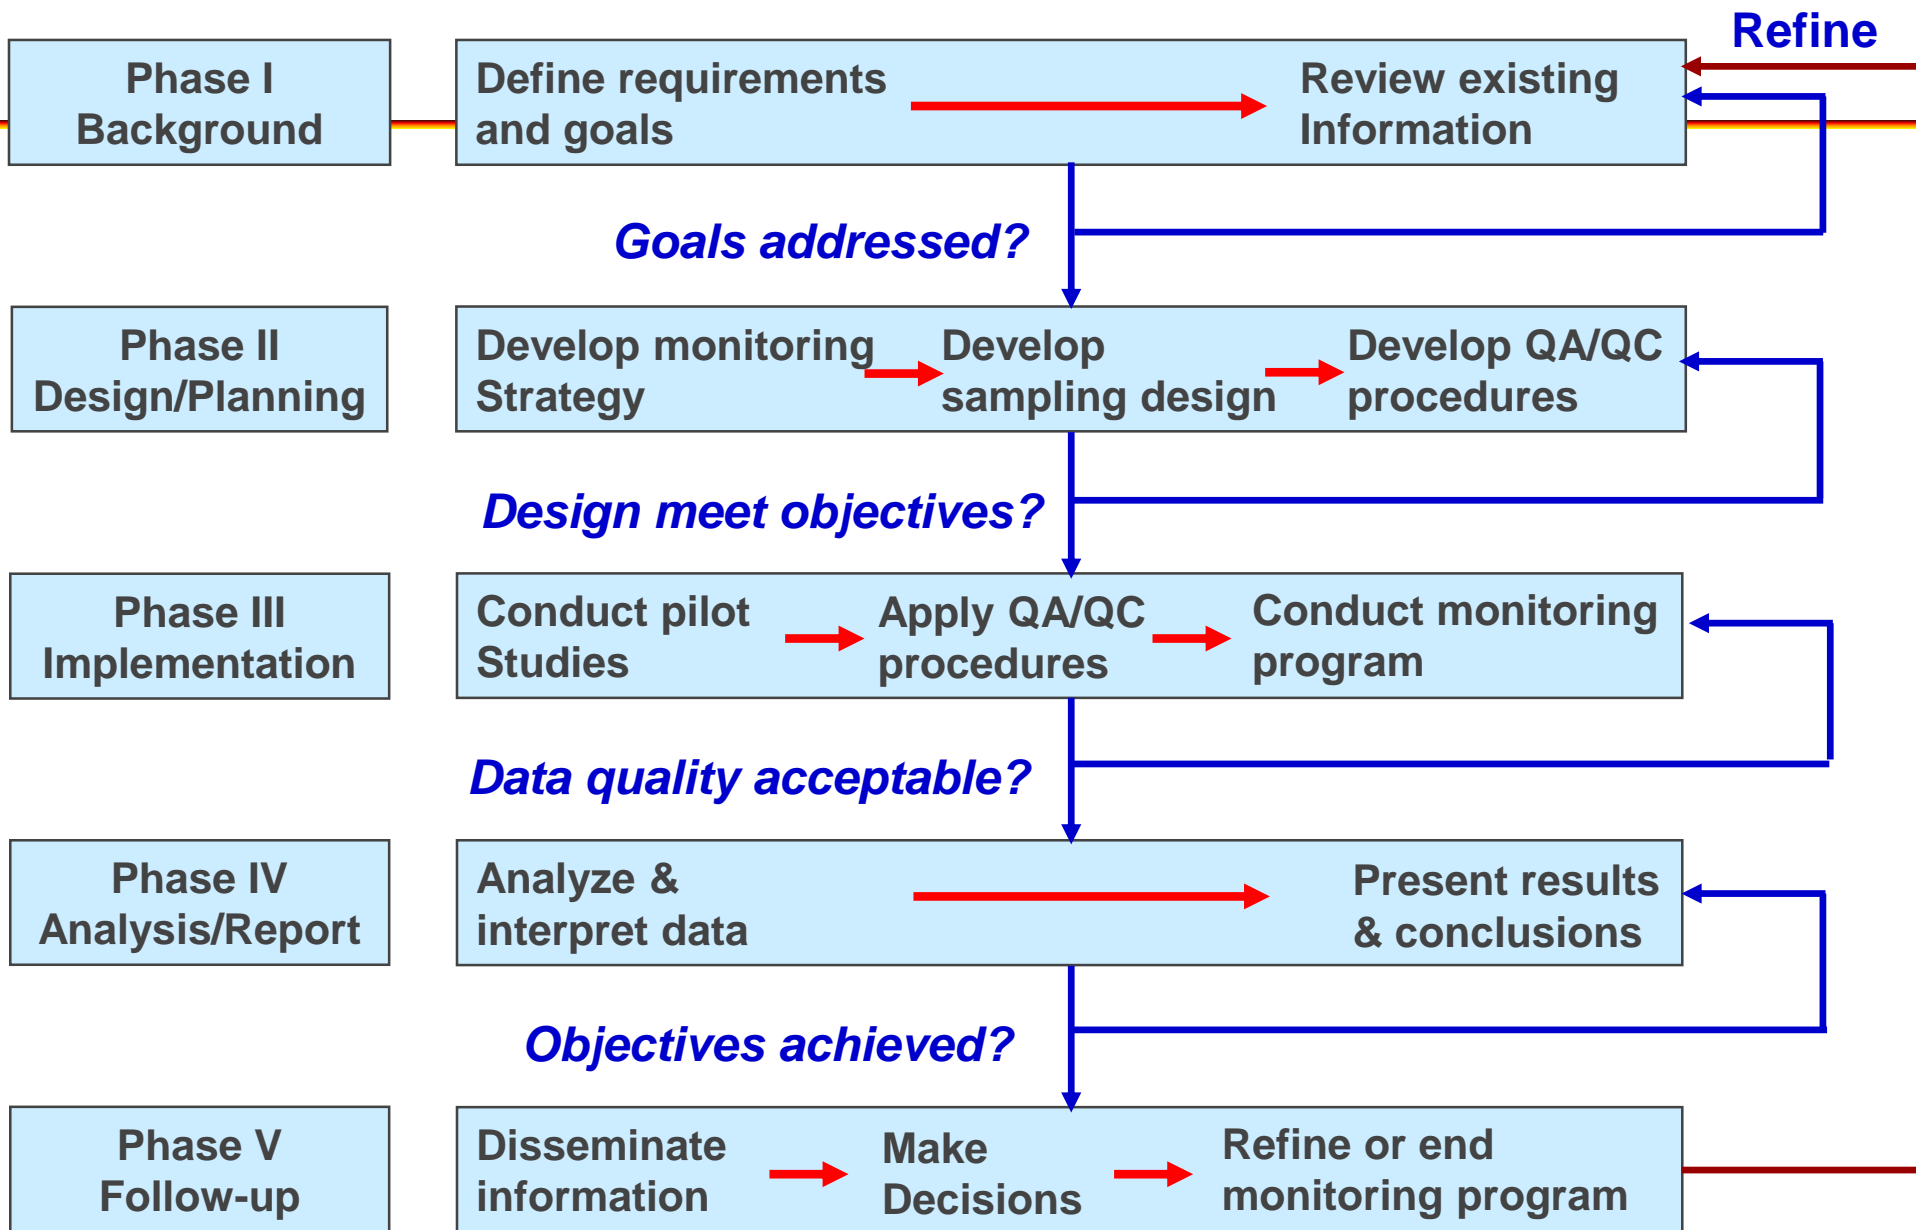 Refine
Phase I
Background
Define requirements
and goals
Review existing
Information
Goals addressed?
Phase II
Design/Planning
Develop monitoring
Strategy
Develop
sampling design
Develop QA/QC
procedures
Design meet objectives?
Phase III
Implementation
Conduct pilot
Studies
Apply QA/QC
procedures
Conduct monitoring
program
Data quality acceptable?
Phase IV
Analysis/Report
Analyze &
interpret data
Present results
& conclusions
Objectives achieved?
Phase V
Follow-up
Disseminate
information
Make
Decisions
Refine or end
monitoring program